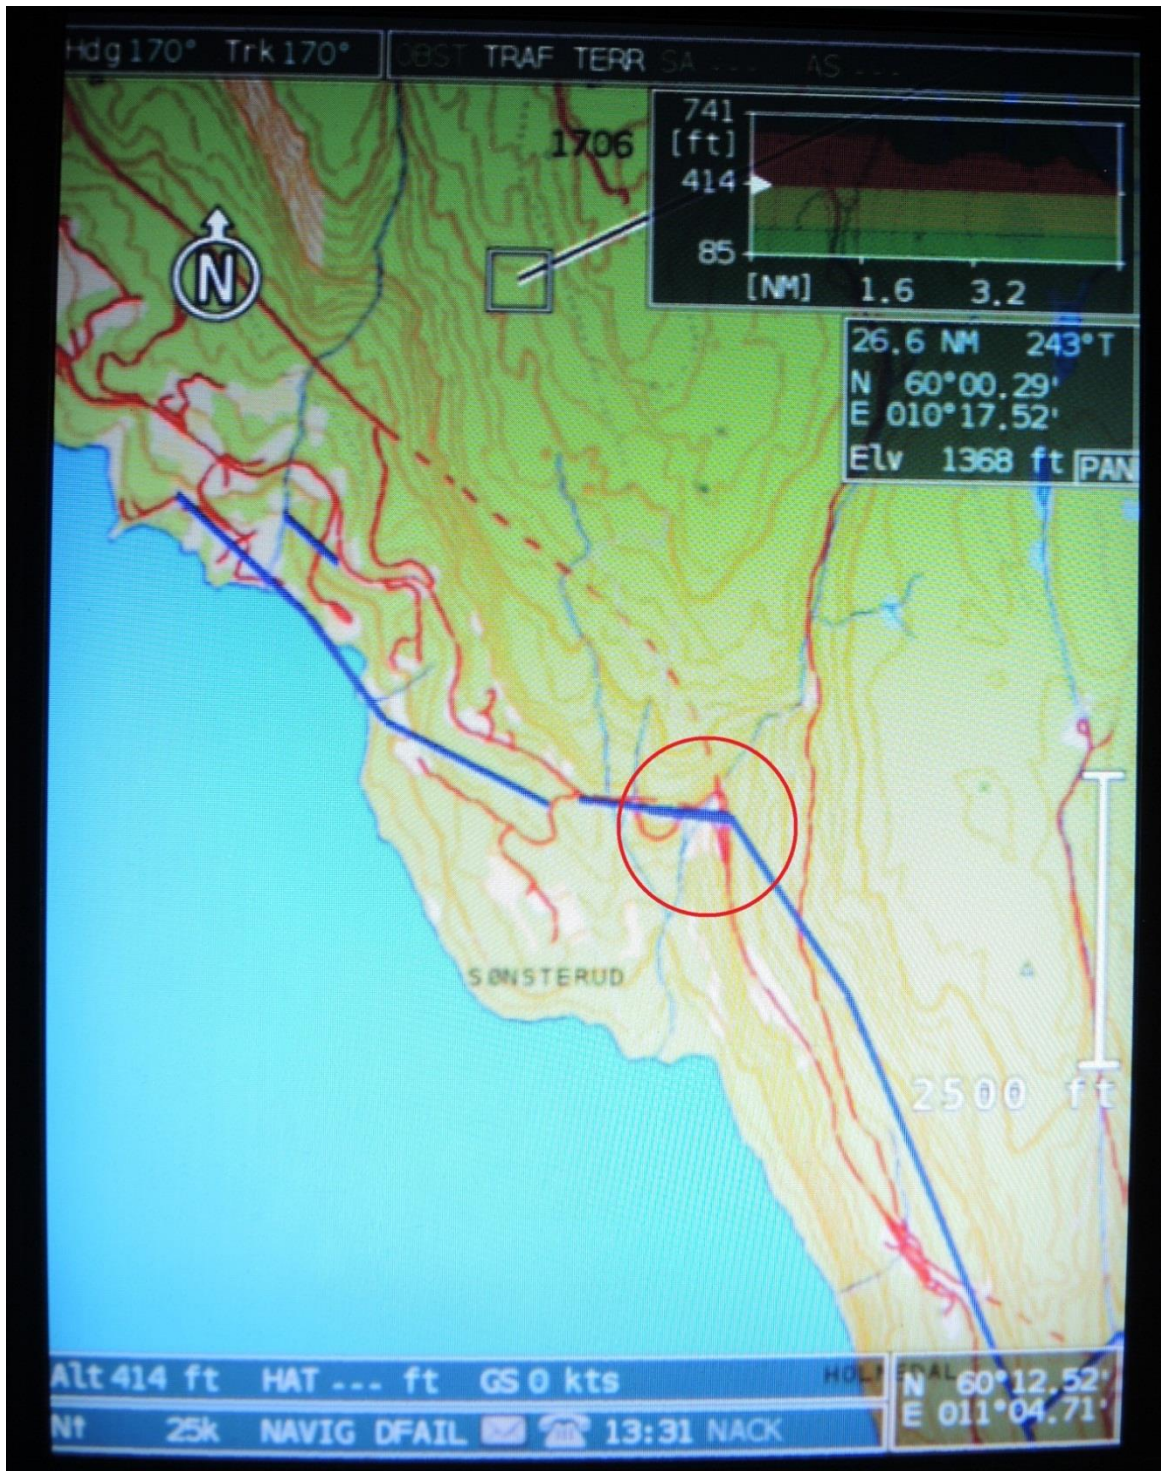 Hdg 170° Trk 170° OBST TRAF TERR SA --- AS ---
1706
741
[ft]
414
85
[NM] 1.6 3.2
N
26.6 NM 243°T
N 60°00.29'
E 010°17.52'
Elv 1368 ft PAN
SØNSTERUD
2500 ft
Alt 414 ft HAT --- ft GS 0 kts
HOLMEDAL
N 60°12.52'
E 011°04.71'
N↑ 25k NAVIG DFAIL 13:31 NACK